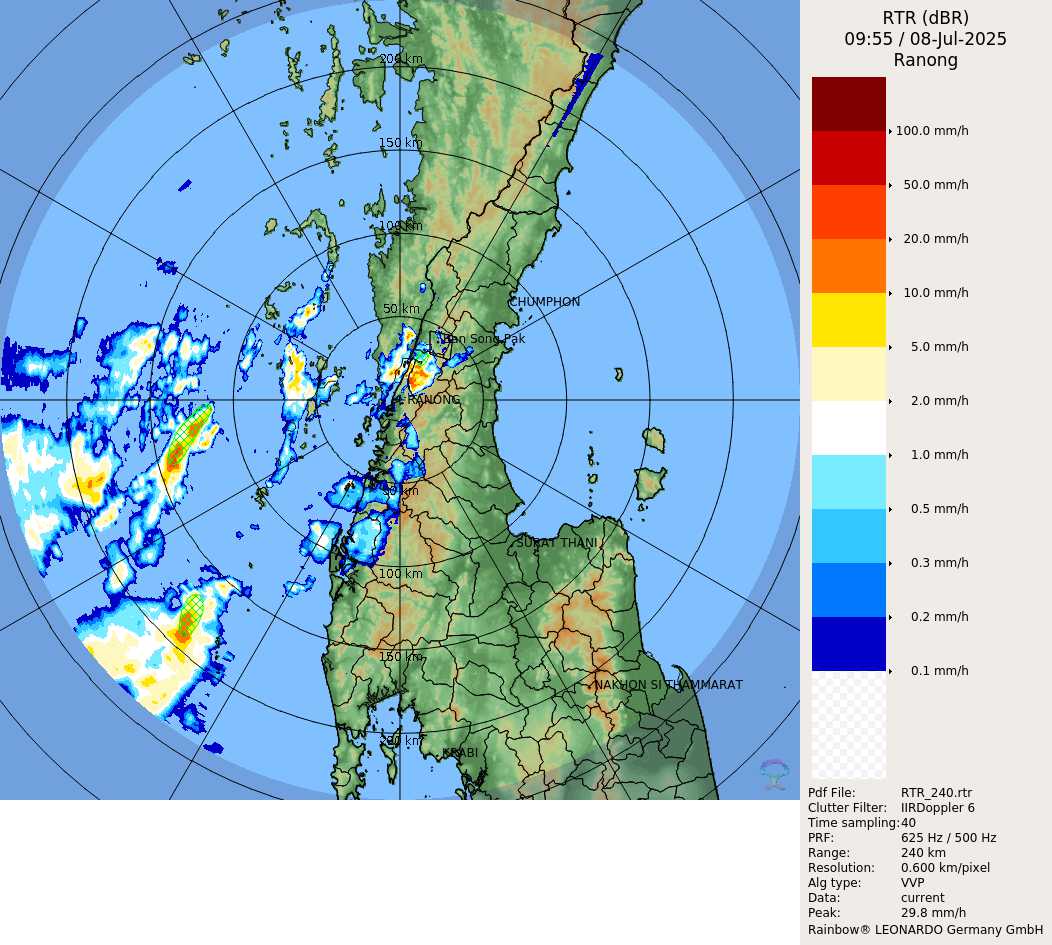 RTR (dBR)
09:55 / 08-Jul-2025
Ranong
200 km
150 km
100 km
50 km
CHUMPHON
Ban Song Pak
RANONG
50 km
SURAT THANI
100 km
150 km
NAKHON SI THAMMARAT
200 km
KRABI
100.0 mm/h
50.0 mm/h
20.0 mm/h
10.0 mm/h
5.0 mm/h
2.0 mm/h
1.0 mm/h
0.5 mm/h
0.3 mm/h
0.2 mm/h
0.1 mm/h
Pdf File: RTR_240.rtr
Clutter Filter: IIRDoppler 6
Time sampling:40
PRF: 625 Hz / 500 Hz
Range: 240 km
Resolution: 0.600 km/pixel
Alg type: VVP
Data: current
Peak: 29.8 mm/h
Rainbow® LEONARDO Germany GmbH